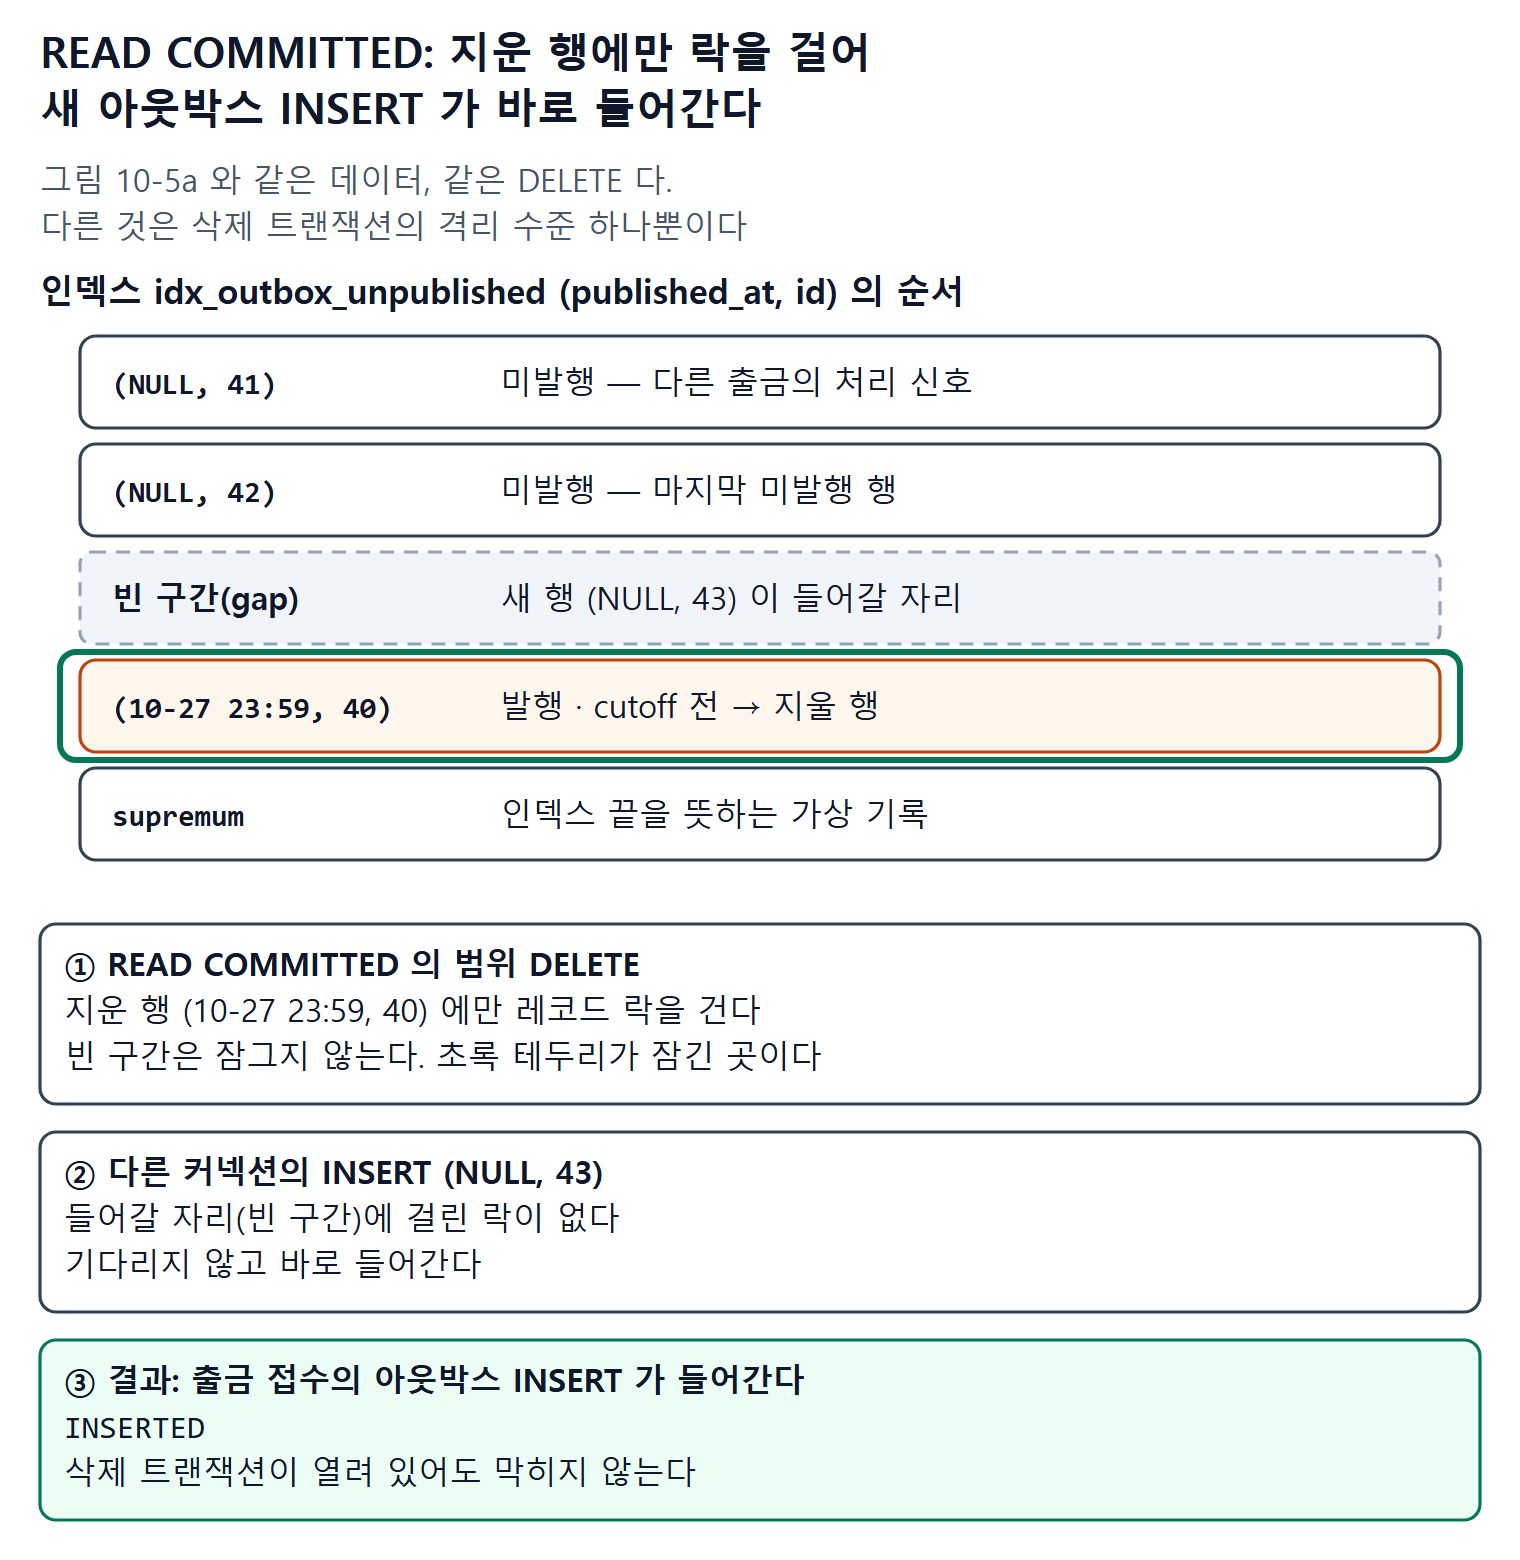 READ COMMITTED: 지운 행에만 락을 걸어
새 아웃박스 INSERT 가 바로 들어간다
그림 10-5a 와 같은 데이터, 같은 DELETE 다.
다른 것은 삭제 트랜잭션의 격리 수준 하나뿐이다
인덱스 idx_outbox_unpublished (published_at, id) 의 순서
(NULL, 41) 미발행 — 다른 출금의 처리 신호
(NULL, 42) 미발행 — 마지막 미발행 행
빈 구간(gap) 새 행 (NULL, 43) 이 들어갈 자리
(10-27 23:59, 40) 발행 · cutoff 전 → 지울 행
supremum 인덱스 끝을 뜻하는 가상 기록
① READ COMMITTED 의 범위 DELETE
지운 행 (10-27 23:59, 40) 에만 레코드 락을 건다
빈 구간은 잠그지 않는다. 초록 테두리가 잠긴 곳이다
② 다른 커넥션의 INSERT (NULL, 43)
들어갈 자리(빈 구간)에 걸린 락이 없다
기다리지 않고 바로 들어간다
③ 결과: 출금 접수의 아웃박스 INSERT 가 들어간다
INSERTED
삭제 트랜잭션이 열려 있어도 막히지 않는다